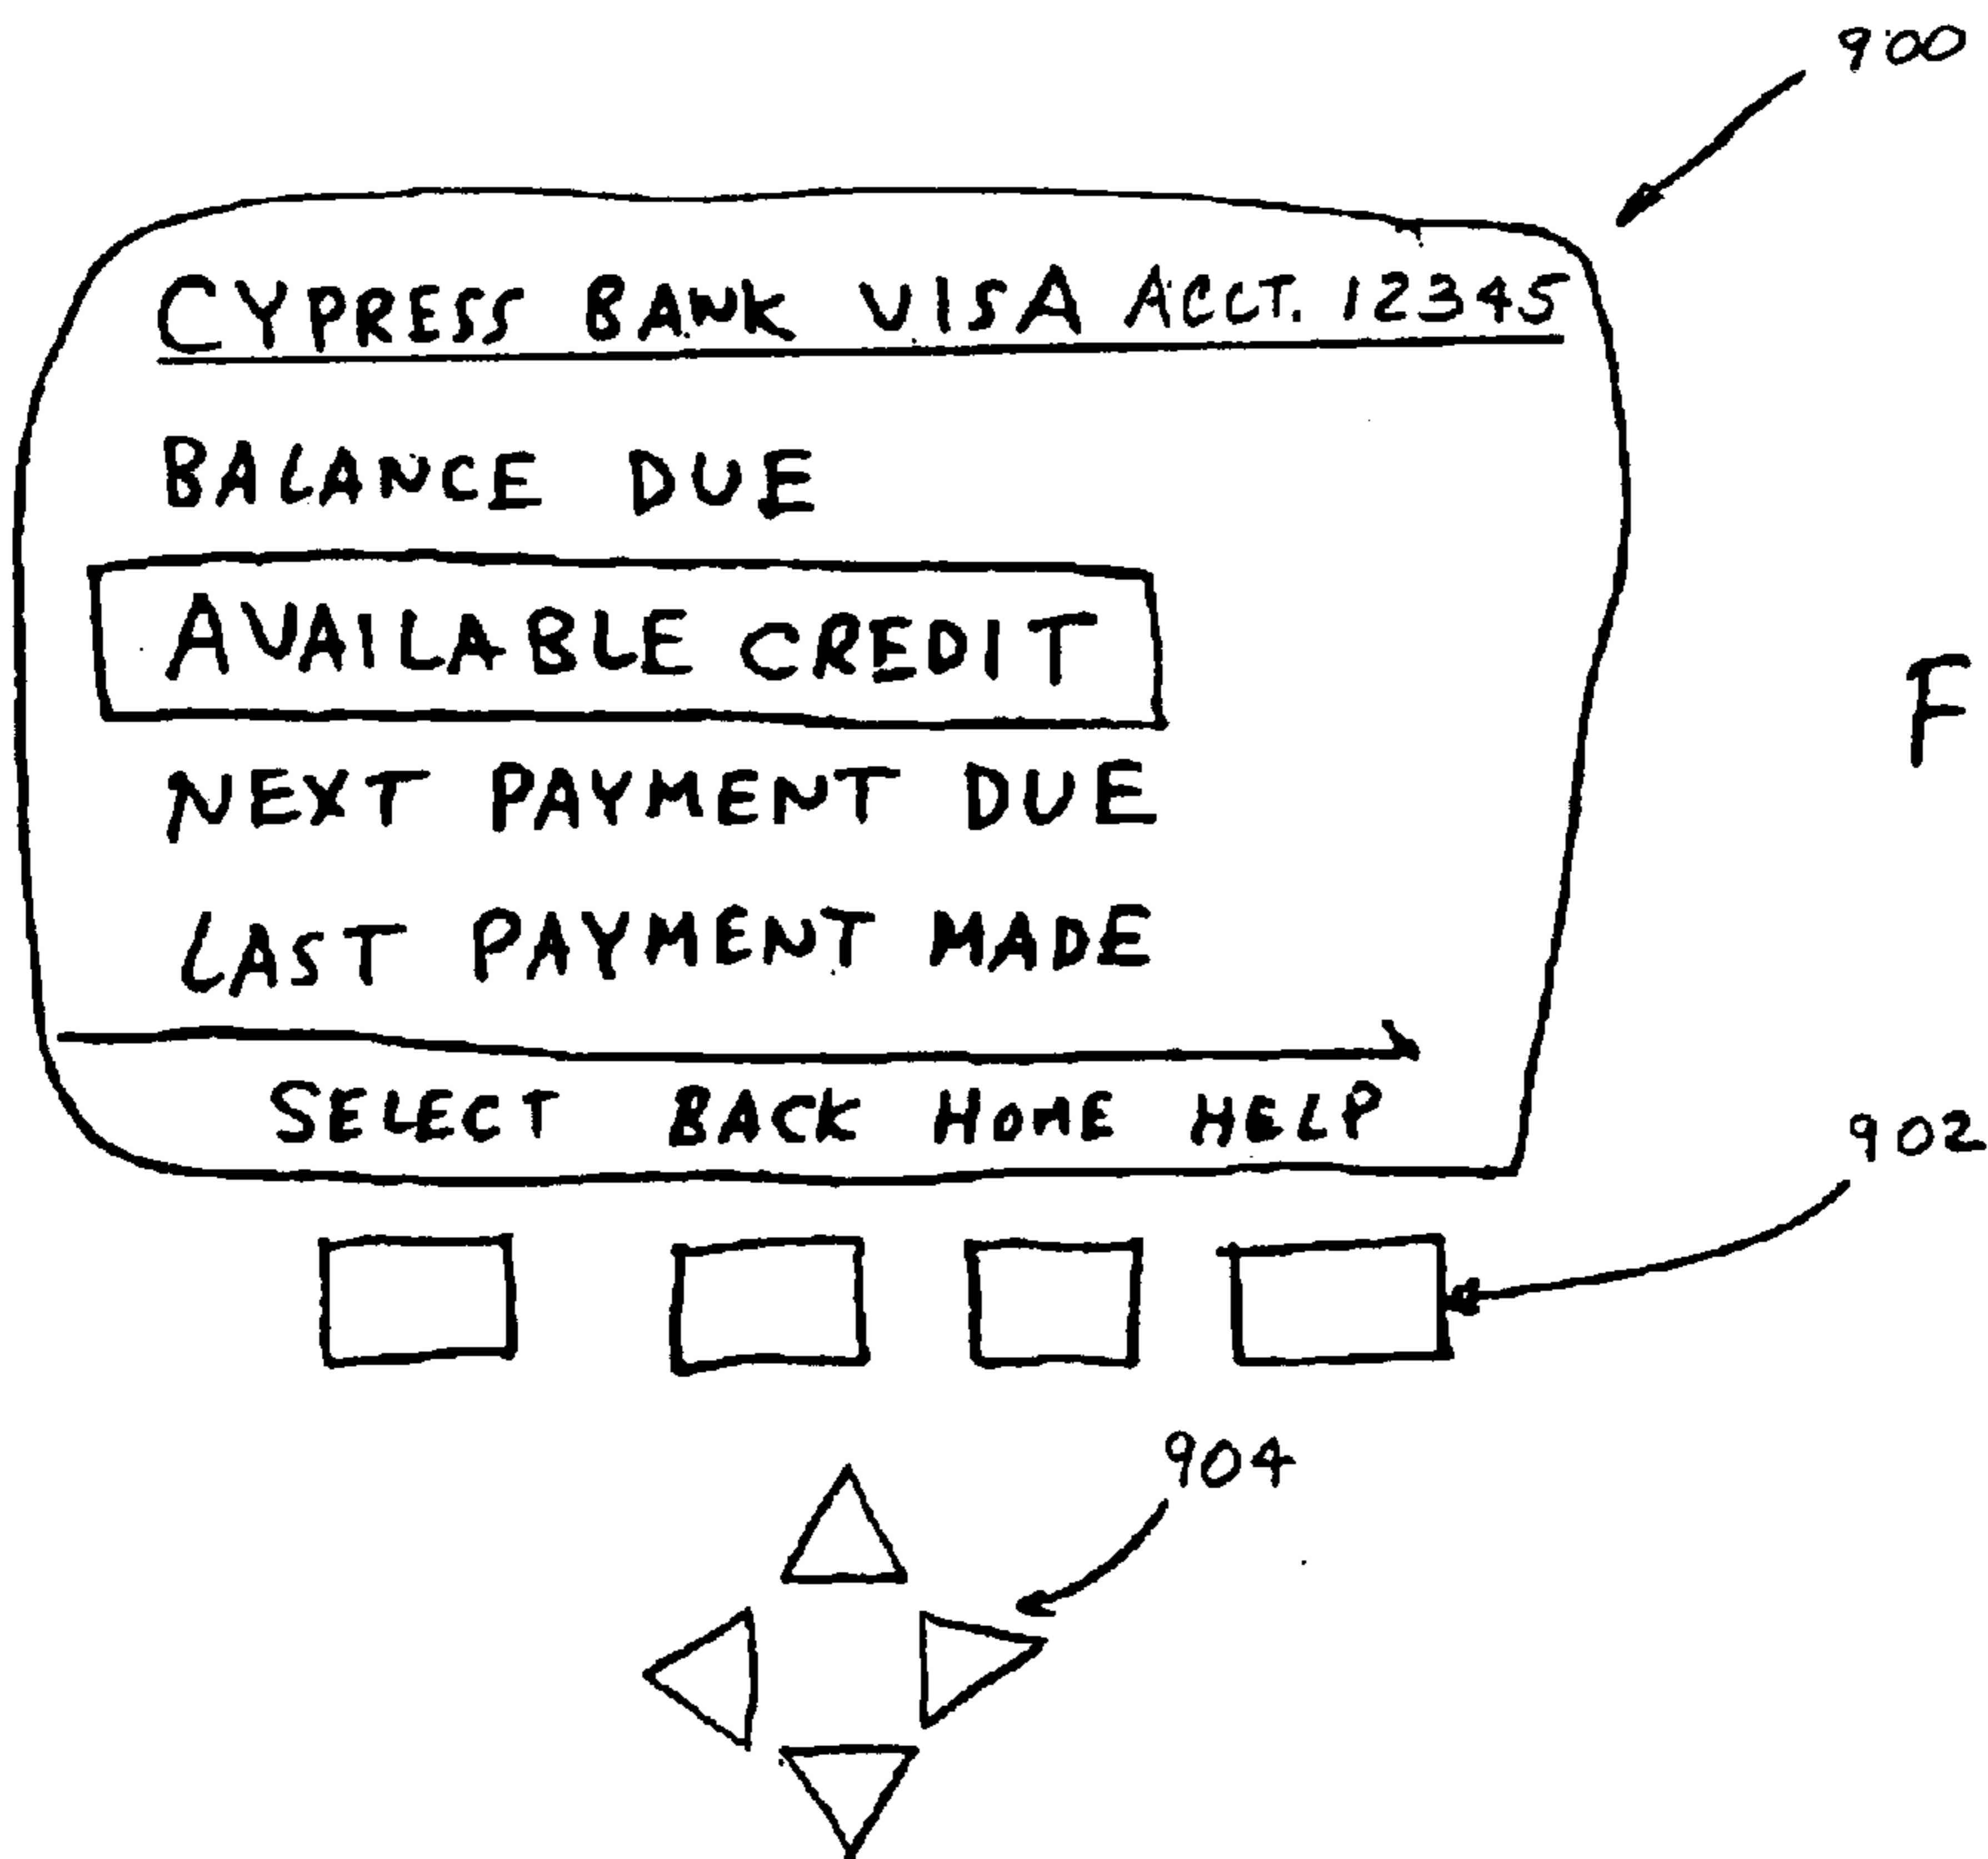 900
CYPRESS BANK VISA ACCT. 12345
BALANCE DUE
AVAILABLE CREDIT
F
NEXT PAYMENT DUE
LAST PAYMENT MADE
SELECT BACK HOME HELP
902
904